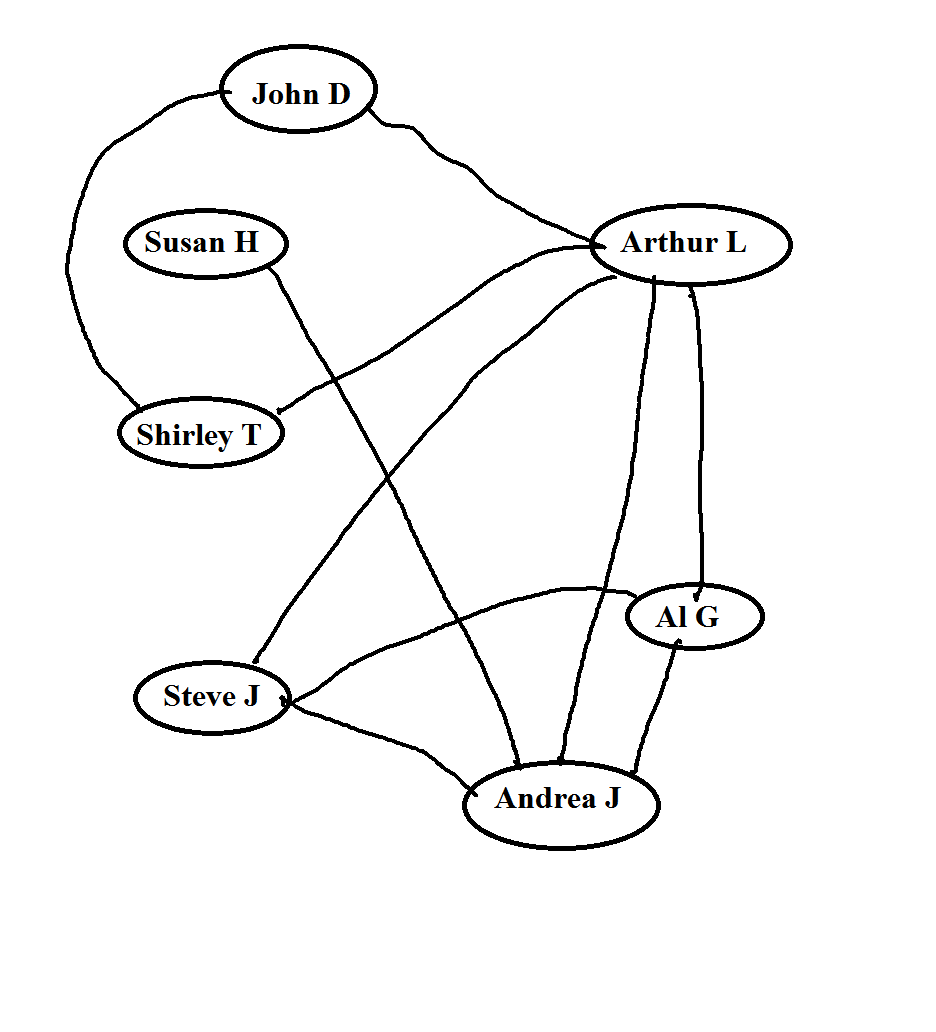 John D
Susan H
Arthur L
Shirley T
Al G
Steve J
Andrea J